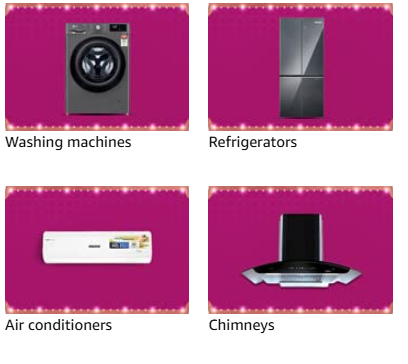 Washing machines
Refrigerators
Air conditioners
Chimneys